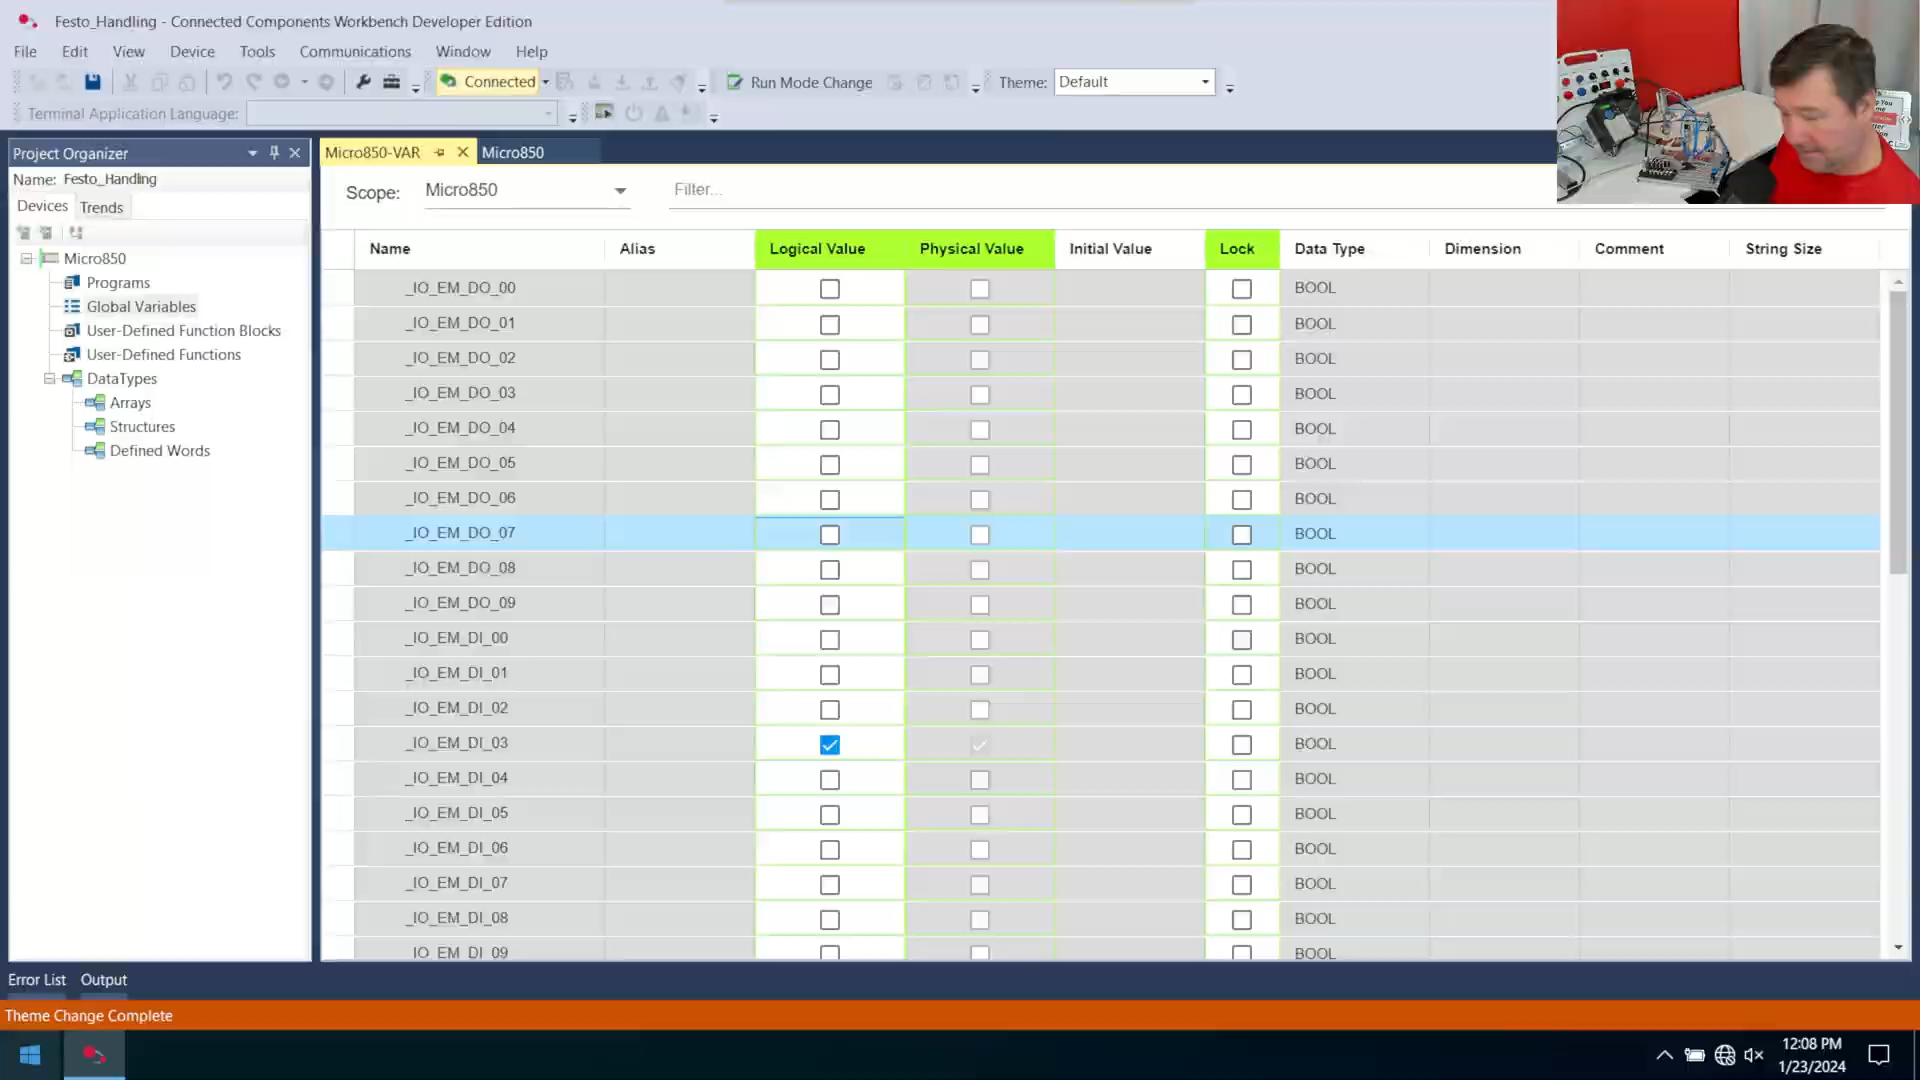 Festo_Handling - Connected Components Workbench Developer Edition
File Edit View Device Tools Communications Window Help
Connected Run Mode Change Theme: Default
Terminal Application Language:
Project Organizer
Name: Festo_Handling
Devices Trends
Micro850
Programs
Global Variables
User-Defined Function Blocks
User-Defined Functions
DataTypes
Arrays
Structures
Defined Words
Micro850-VAR Micro850
Scope: Micro850 Filter...
Name Alias Logical Value Physical Value Initial Value Lock Data Type Dimension Comment String Size
_IO_EM_DO_00 BOOL
_IO_EM_DO_01 BOOL
_IO_EM_DO_02 BOOL
_IO_EM_DO_03 BOOL
_IO_EM_DO_04 BOOL
_IO_EM_DO_05 BOOL
_IO_EM_DO_06 BOOL
_IO_EM_DO_07 BOOL
_IO_EM_DO_08 BOOL
_IO_EM_DO_09 BOOL
_IO_EM_DI_00 BOOL
_IO_EM_DI_01 BOOL
_IO_EM_DI_02 BOOL
_IO_EM_DI_03 BOOL
_IO_EM_DI_04 BOOL
_IO_EM_DI_05 BOOL
_IO_EM_DI_06 BOOL
_IO_EM_DI_07 BOOL
_IO_EM_DI_08 BOOL
_IO_EM_DI_09 BOOL
Error List Output
Theme Change Complete
12:08 PM
1/23/2024